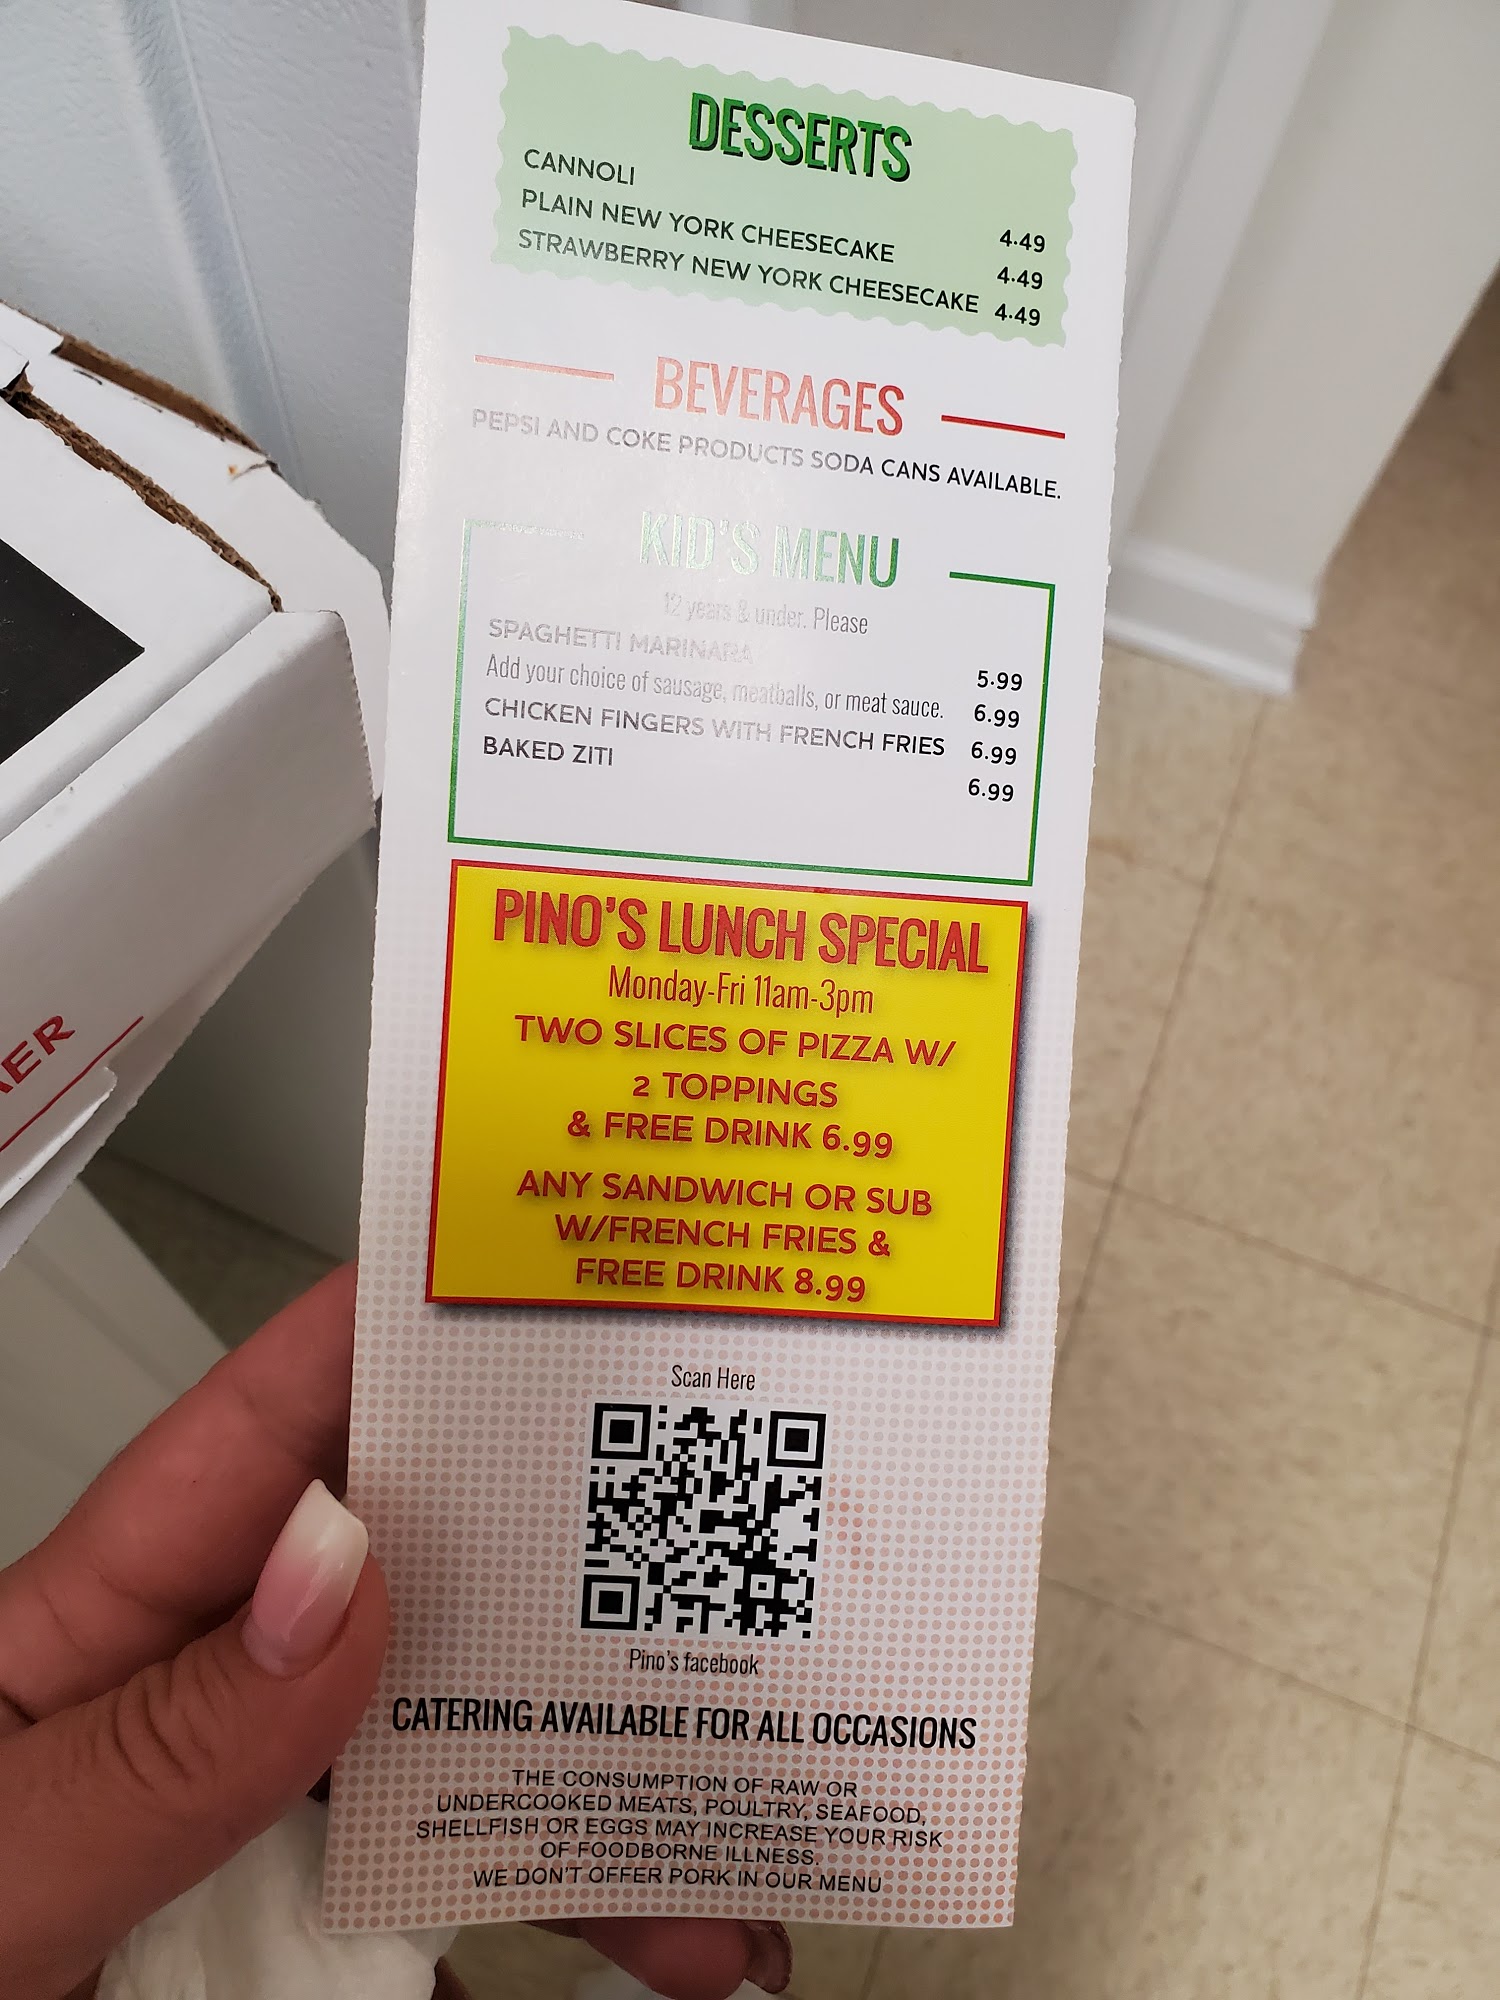 DESSERTS
CANNOLI 4.49
PLAIN NEW YORK CHEESECAKE 4.49
STRAWBERRY NEW YORK CHEESECAKE 4.49
BEVERAGES
PEPSI AND COKE PRODUCTS SODA CANS AVAILABLE.
KID'S MENU
12 years & under. Please
SPAGHETTI MARINARA 5.99
Add your choice of sausage, meatballs, or meat sauce. 6.99
CHICKEN FINGERS WITH FRENCH FRIES 6.99
BAKED ZITI 6.99
PINO'S LUNCH SPECIAL
Monday-Fri 11am-3pm
TWO SLICES OF PIZZA W/
2 TOPPINGS
& FREE DRINK 6.99
ANY SANDWICH OR SUB
W/FRENCH FRIES &
FREE DRINK 8.99
Scan Here
Pino's facebook
CATERING AVAILABLE FOR ALL OCCASIONS
THE CONSUMPTION OF RAW OR
UNDERCOOKED MEATS, POULTRY, SEAFOOD,
SHELLFISH OR EGGS MAY INCREASE YOUR RISK
OF FOODBORNE ILLNESS.
WE DON'T OFFER PORK IN OUR MENU